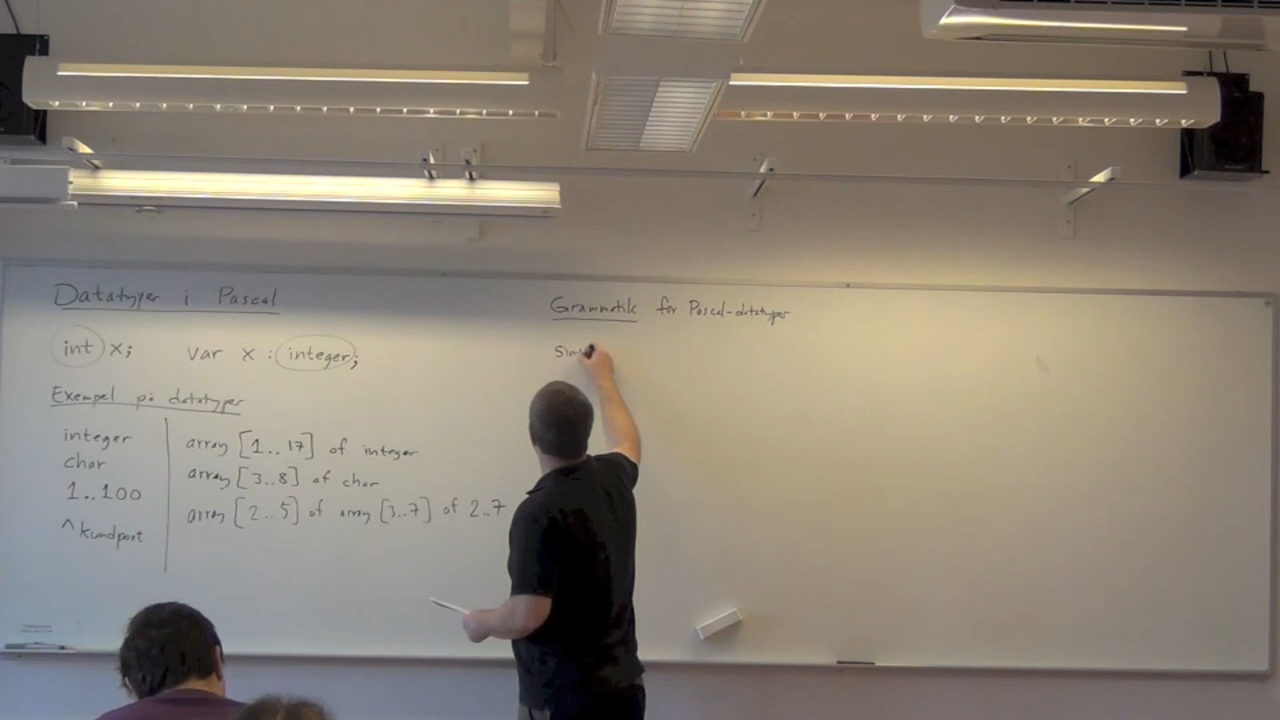 Datatyper i Pascal
int x; var x : integer;
Exempel på datatyper
integer
char
1..100
^kundpost
array [1..17] of integer
array [3..8] of char
array [2..5] of array [3..7] of 2..7
Grammatik för Pascal-datatyper